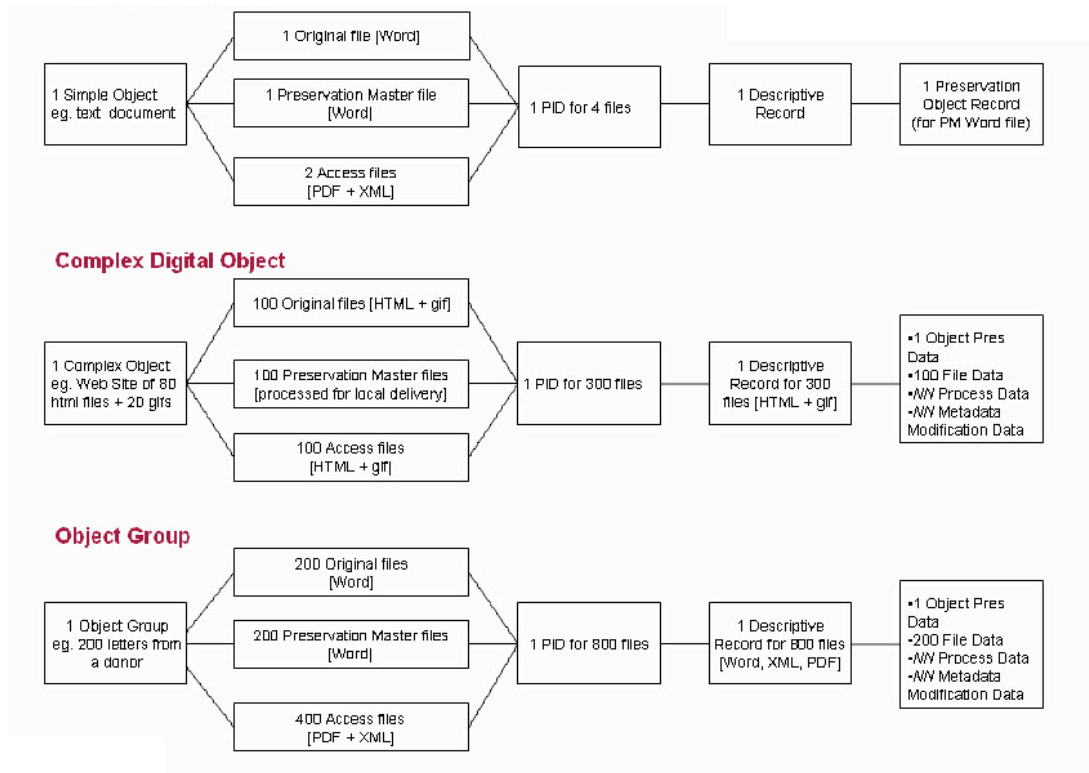 1 Simple Object
eg. text document
1 Original file [Word]
1 Preservation Master file
[Word]
2 Access files
[PDF + XML]
1 PID for 4 files
1 Descriptive
Record
1 Preservation
Object Record
(for PM Word file)
Complex Digital Object
1 Complex Object
eg. Web Site of 80
html files + 20 gifs
100 Original files [HTML + gif]
100 Preservation Master files
[processed for local delivery]
100 Access files
[HTML + gif]
1 PID for 300 files
1 Descriptive
Record for 300
files [HTML + gif]
•1 Object Pres
Data
•100 File Data
•NN Process Data
•NN Metadata
Modification Data
Object Group
1 Object Group
eg. 200 letters from
a donor
200 Original files
[Word]
200 Preservation Master files
[Word]
400 Access files
[PDF + XML]
1 PID for 800 files
1 Descriptive
Record for 800 files
[Word, XML, PDF]
•1 Object Pres
Data
•200 File Data
•NN Process Data
•NN Metadata
Modification Data